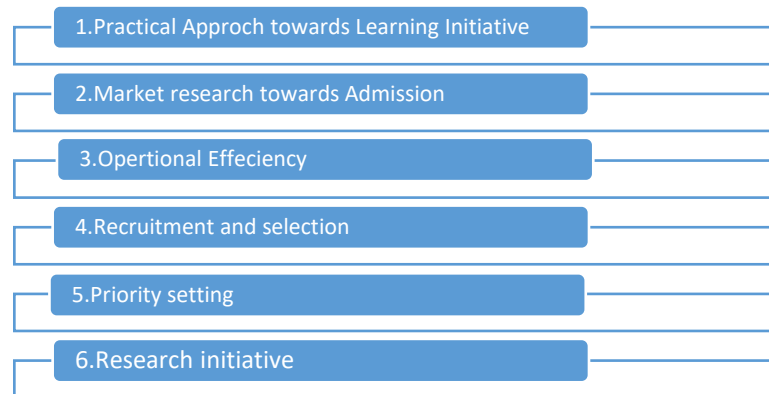 1.Practical Approch towards Learning Initiative
2.Market research towards Admission
3.Opertional Effeciency
4.Recruitment and selection
5.Priority setting
6.Research initiative